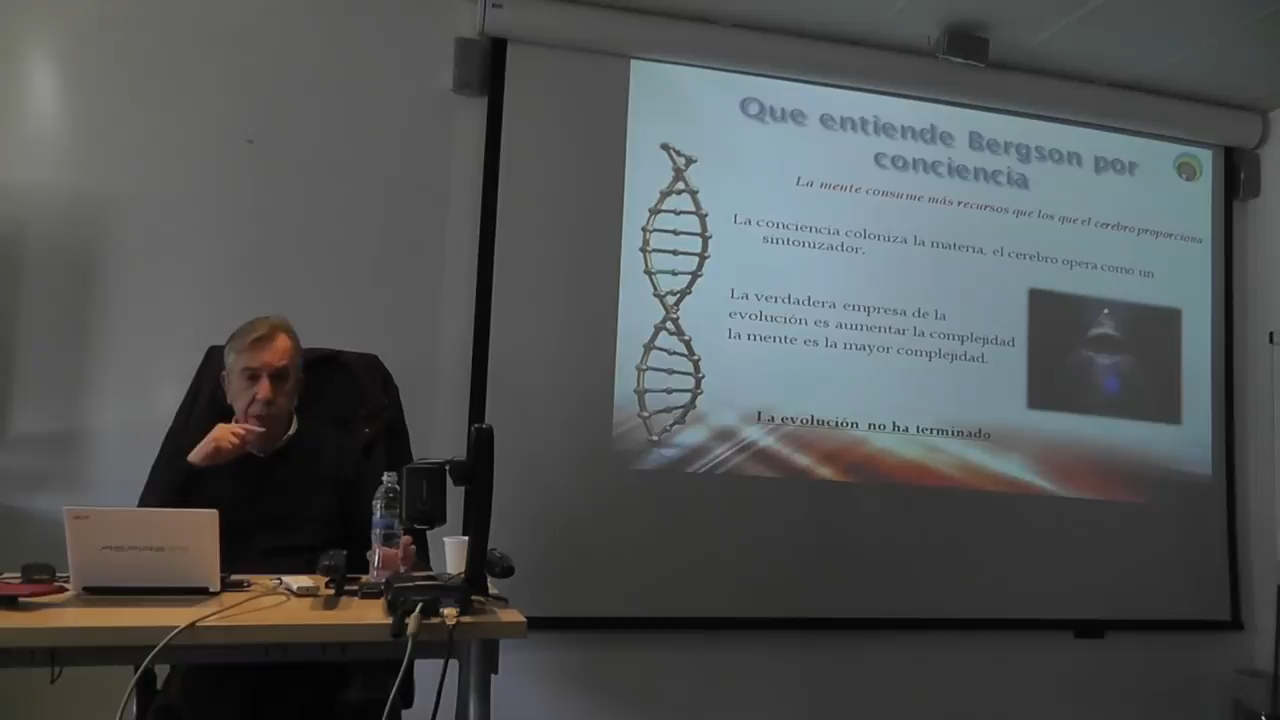 Que entiende Bergson por
conciencia
La mente consume más recursos que los que el cerebro proporciona
La conciencia coloniza la materia, el cerebro opera como un
sintonizador.
La verdadera empresa de la
evolución es aumentar la complejidad
la mente es la mayor complejidad.
La evolución no ha terminado
acer
ASPIRE